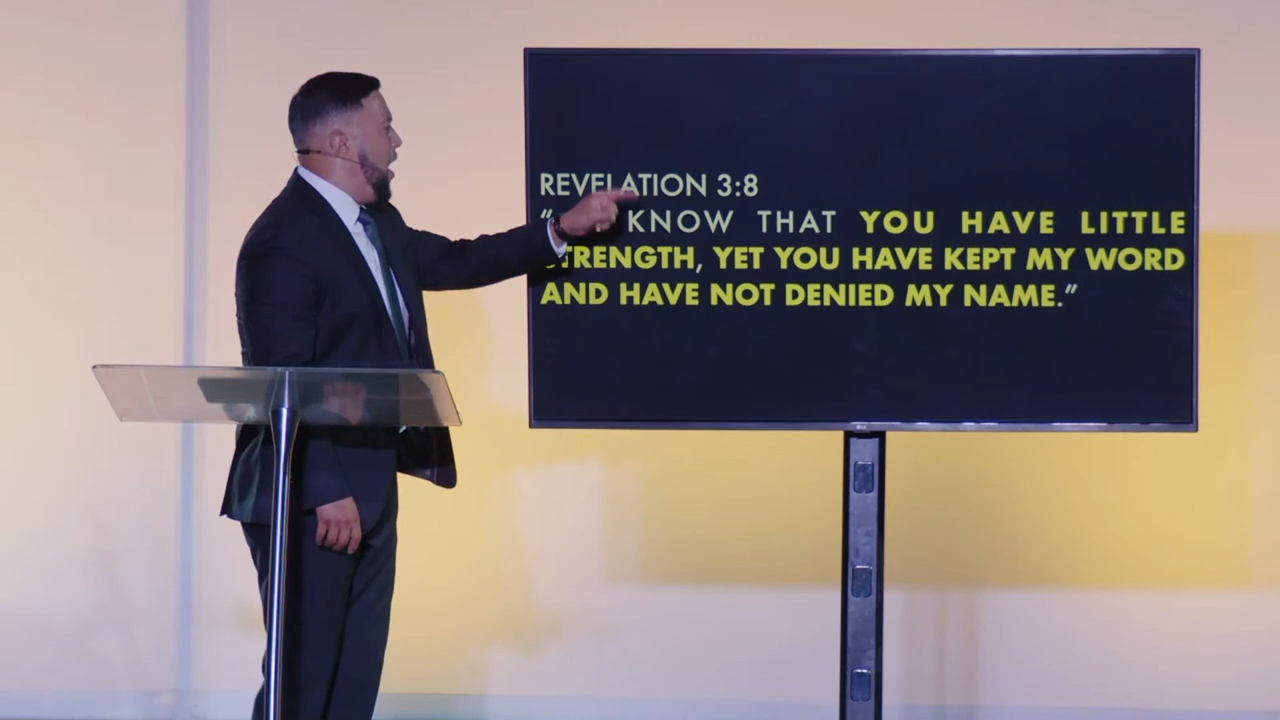 REVELATION 3:8
“ KNOW THAT YOU HAVE LITTLE
STRENGTH, YET YOU HAVE KEPT MY WORD
AND HAVE NOT DENIED MY NAME.”